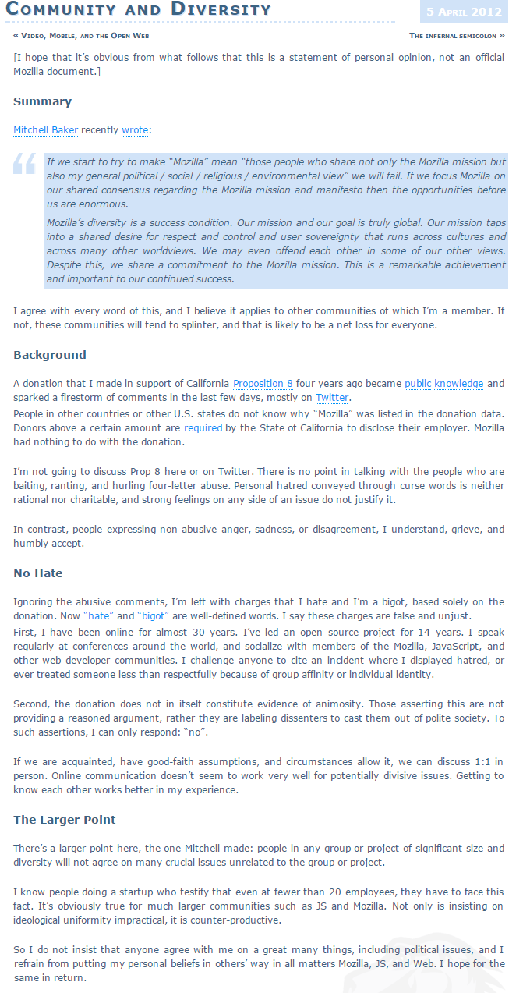 Community and Diversity
5 April 2012
« Video, Mobile, and the Open Web
The infernal semicolon »
[I hope that it's obvious from what follows that this is a statement of personal opinion, not an official
Mozilla document.]
Summary
Mitchell Baker recently wrote:
“
If we start to try to make “Mozilla” mean “those people who share not only the Mozilla mission but
also my general political / social / religious / environmental view” we will fail. If we focus Mozilla on
our shared consensus regarding the Mozilla mission and manifesto then the opportunities before
us are enormous.
Mozilla's diversity is a success condition. Our mission and our goal is truly global. Our mission taps
into a shared desire for respect and control and user sovereignty that runs across cultures and
across many other worldviews. We may even offend each other in some of our other views.
Despite this, we share a commitment to the Mozilla mission. This is a remarkable achievement
and important to our continued success.
I agree with every word of this, and I believe it applies to other communities of which I'm a member. If
not, these communities will tend to splinter, and that is likely to be a net loss for everyone.
Background
A donation that I made in support of California Proposition 8 four years ago became public knowledge and
sparked a firestorm of comments in the last few days, mostly on Twitter.
People in other countries or other U.S. states do not know why “Mozilla” was listed in the donation data.
Donors above a certain amount are required by the State of California to disclose their employer. Mozilla
had nothing to do with the donation.
I'm not going to discuss Prop 8 here or on Twitter. There is no point in talking with the people who are
baiting, ranting, and hurling four-letter abuse. Personal hatred conveyed through curse words is neither
rational nor charitable, and strong feelings on any side of an issue do not justify it.
In contrast, people expressing non-abusive anger, sadness, or disagreement, I understand, grieve, and
humbly accept.
No Hate
Ignoring the abusive comments, I'm left with charges that I hate and I'm a bigot, based solely on the
donation. Now “hate” and “bigot” are well-defined words. I say these charges are false and unjust.
First, I have been online for almost 30 years. I've led an open source project for 14 years. I speak
regularly at conferences around the world, and socialize with members of the Mozilla, JavaScript, and
other web developer communities. I challenge anyone to cite an incident where I displayed hatred, or
ever treated someone less than respectfully because of group affinity or individual identity.
Second, the donation does not in itself constitute evidence of animosity. Those asserting this are not
providing a reasoned argument, rather they are labeling dissenters to cast them out of polite society. To
such assertions, I can only respond: “no”.
If we are acquainted, have good-faith assumptions, and circumstances allow it, we can discuss 1:1 in
person. Online communication doesn't seem to work very well for potentially divisive issues. Getting to
know each other works better in my experience.
The Larger Point
There's a larger point here, the one Mitchell made: people in any group or project of significant size and
diversity will not agree on many crucial issues unrelated to the group or project.
I know people doing a startup who testify that even at fewer than 20 employees, they have to face this
fact. It's obviously true for much larger communities such as JS and Mozilla. Not only is insisting on
ideological uniformity impractical, it is counter-productive.
So I do not insist that anyone agree with me on a great many things, including political issues, and I
refrain from putting my personal beliefs in others' way in all matters Mozilla, JS, and Web. I hope for the
same in return.